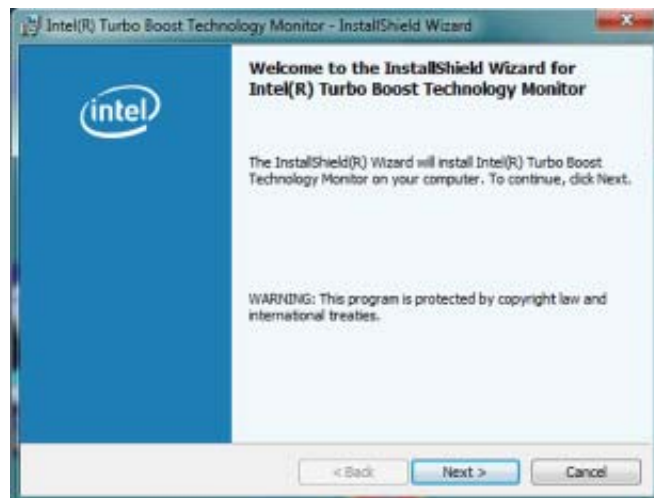 Intel(R) Turbo Boost Technology Monitor - InstallShield Wizard
intel
Welcome to the InstallShield Wizard for
Intel(R) Turbo Boost Technology Monitor
The InstallShield(R) Wizard will install Intel(R) Turbo Boost
Technology Monitor on your computer. To continue, click Next.
WARNING: This program is protected by copyright law and
international treaties.
< Back
Next >
Cancel